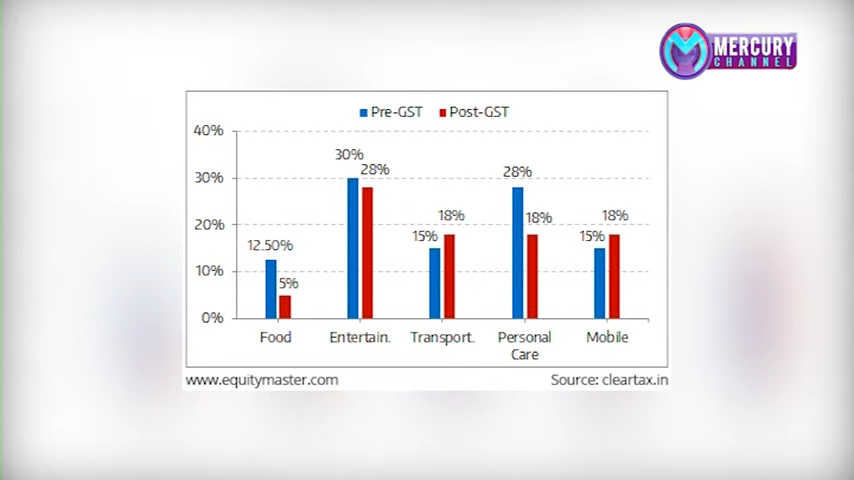 MERCURY
CHANNEL
Pre-GST Post-GST
40%
30%
20%
10%
0%
12.50%
5%
30%
28%
15%
18%
28%
18%
15%
18%
Food
Entertain.
Transport.
Personal
Care
Mobile
www.equitymaster.com
Source: cleartax.in